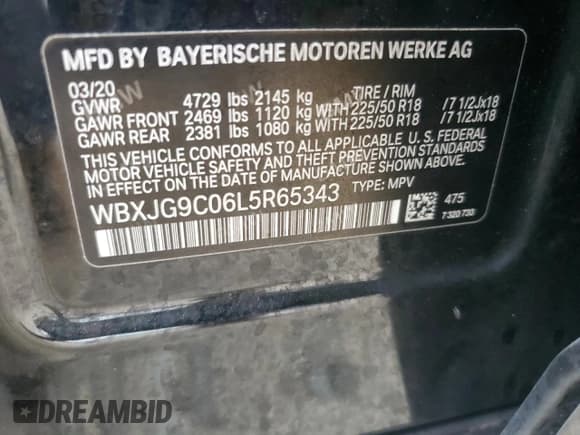 MFD BY BAYERISCHE MOTOREN WERKE AG
03/20
GVWR 4729 lbs 2145 kg TIRE / RIM
GAWR FRONT 2469 lbs 1120 kg WITH 225/50 R18 /7 1/2Jx18
GAWR REAR 2381 lbs 1080 kg WITH 225/50 R18 /7 1/2Jx18
THIS VEHICLE CONFORMS TO ALL APPLICABLE U.S. FEDERAL
MOTOR VEHICLE SAFETY AND THEFT PREVENTION STANDARDS
IN EFFECT ON THE DATE OF MANUFACTURE SHOWN ABOVE.
WBXJG9C06L5R65343 TYPE: MPV
475
7 320 730
DREAMBID